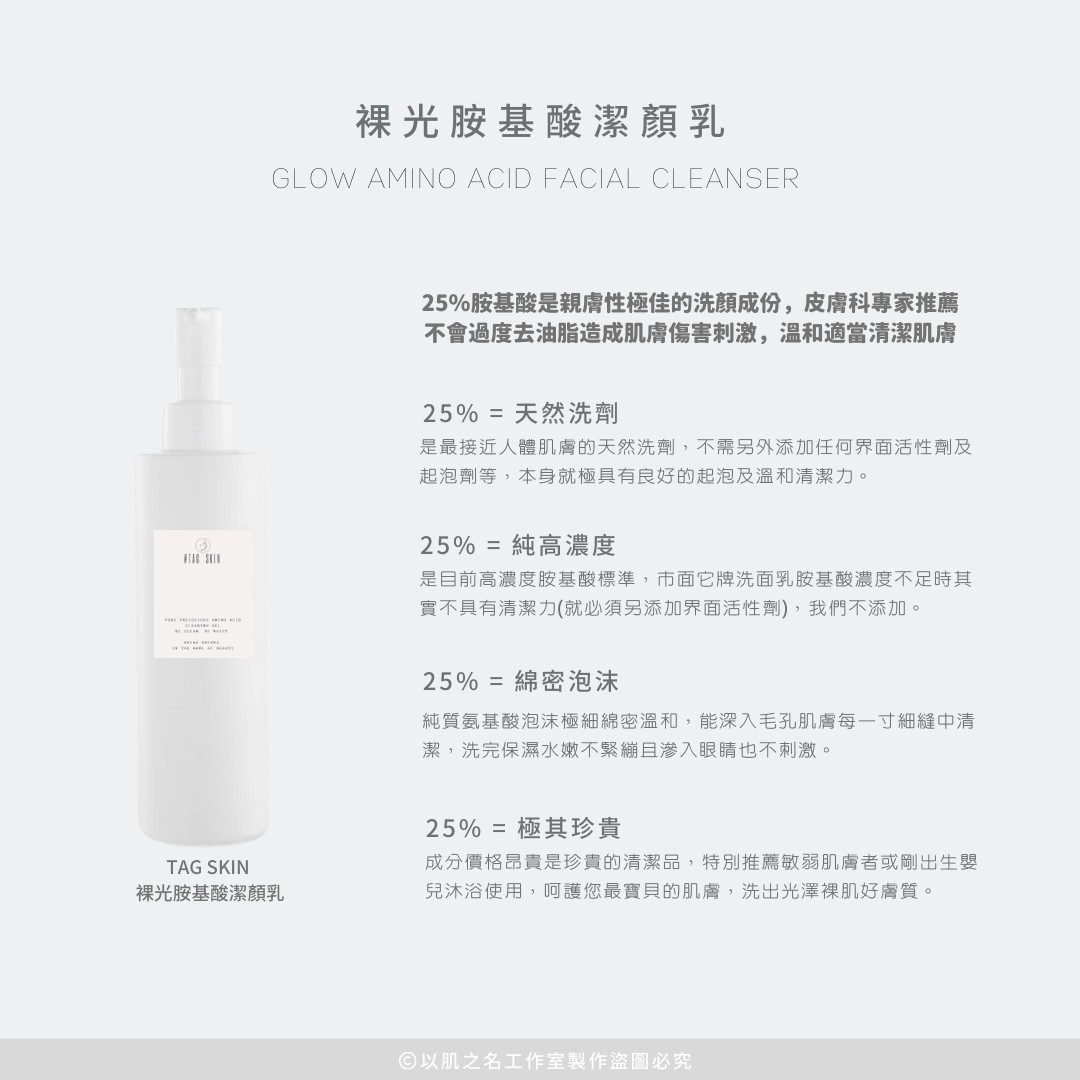 裸光胺基酸潔顏乳
GLOW AMINO ACID FACIAL CLEANSER
25%胺基酸是親膚性極佳的洗顏成份，皮膚科專家推薦
不會過度去油脂造成肌膚傷害刺激，溫和適當清潔肌膚
25% = 天然洗劑
是最接近人體肌膚的天然洗劑，不需另外添加任何界面活性劑及
起泡劑等，本身就極具有良好的起泡及溫和清潔力。
25% = 純高濃度
是目前高濃度胺基酸標準，市面它牌洗面乳胺基酸濃度不足時其
實不具有清潔力(就必須另添加界面活性劑)，我們不添加。
25% = 綿密泡沫
純質氨基酸泡沫極細綿密溫和，能深入毛孔肌膚每一寸細縫中清
潔，洗完保濕水嫩不緊繃且滲入眼睛也不刺激。
25% = 極其珍貴
成分價格昂貴是珍貴的清潔品，特別推薦敏弱肌膚者或剛出生嬰
兒沐浴使用，呵護您最寶貝的肌膚，洗出光澤裸肌好膚質。
#TAG SKIN
PURE PRECIOUS AMINO ACID
CLEANING GEL
BE CLEAN. BE MOIST.
IN THE NAME OF BEAUTY
TAG SKIN
裸光胺基酸潔顏乳
©以肌之名工作室製作盜圖必究